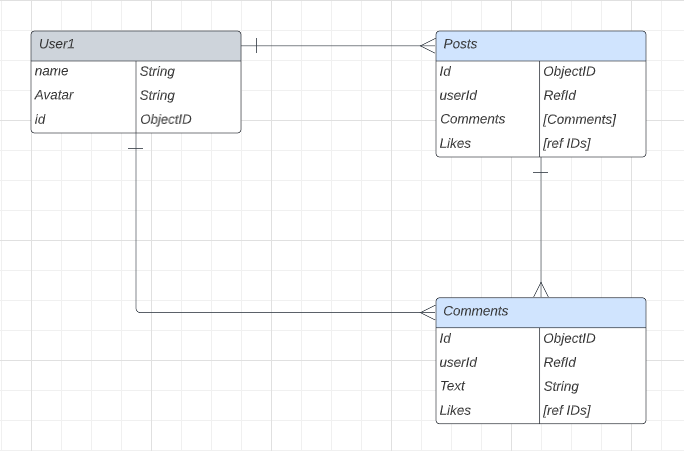 User1
name String
Avatar String
id ObjectID
Posts
Id ObjectID
userId RefId
Comments [Comments]
Likes [ref IDs]
Comments
Id ObjectID
userId RefId
Text String
Likes [ref IDs]